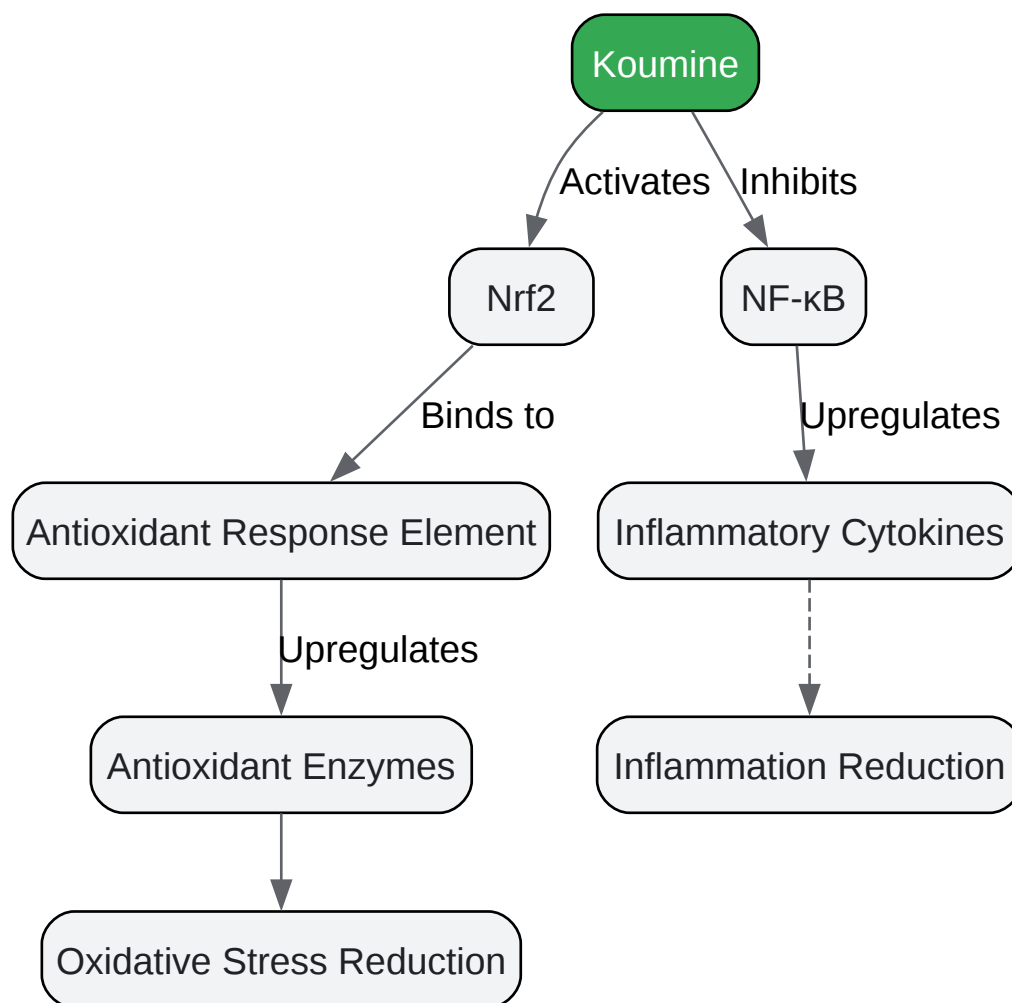 Koumine
Activates
Inhibits
Nrf2
NF-κB
Binds to
Upregulates
Antioxidant Response Element
Inflammatory Cytokines
Upregulates
Antioxidant Enzymes
Inflammation Reduction
Oxidative Stress Reduction